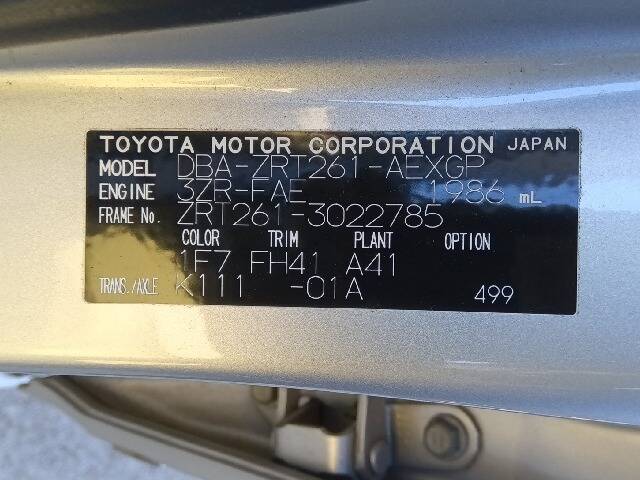 TOYOTA MOTOR CORPORATION JAPAN
MODEL DBA-ZRT261-AEXGP
ENGINE 3ZR-FAE 1986 mL
FRAME No. ZRT261-3022785
COLOR TRIM PLANT OPTION
1F7 FH41 A41
TRANS./AXLE K111 -01A 499